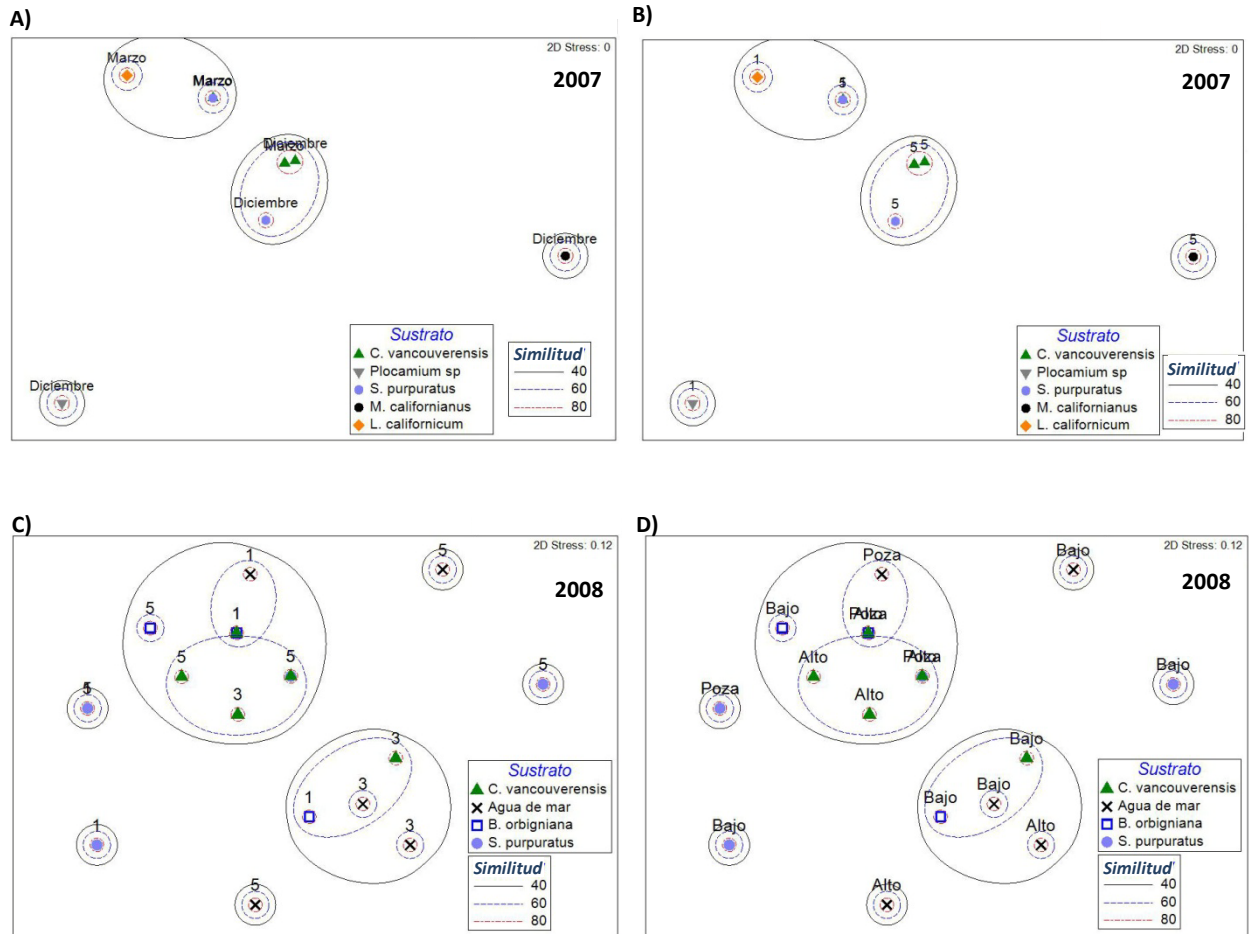 A)
2D Stress: 0
2007
Marzo
Marzo
Diciembre
Marzo
Diciembre
Diciembre
Diciembre
Sustrato
C. vancouverensis
Plocamium sp
S. purpuratus
M. californianus
L. californicum
Similitud'
40
60
80
B)
2D Stress: 0
2007
1
5
5
5
5
1
Sustrato
C. vancouverensis
Plocamium sp
S. purpuratus
M. californianus
L. californicum
Similitud'
40
60
80
C)
2D Stress: 0.12
2008
1
5
5
1
5
5
3
5
5
3
3
1
3
1
5
Sustrato
C. vancouverensis
Agua de mar
B. orbigniana
S. purpuratus
Similitud'
40
60
80
D)
2D Stress: 0.12
2008
Poza
Bajo
Bajo
Alto
Alto
Bajo
Poza
Alto
Bajo
Bajo
Bajo
Alto
Bajo
Alto
Sustrato
C. vancouverensis
Agua de mar
B. orbigniana
S. purpuratus
Similitud'
40
60
80